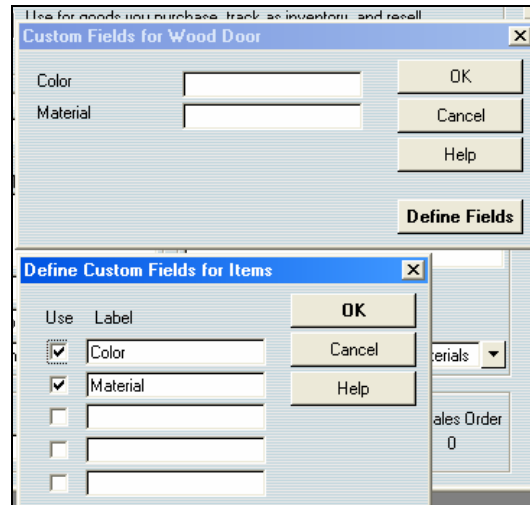 Use for goods you purchase, track as inventory, and resell
Custom Fields for Wood Door
Color
OK
Material
Cancel
Help
Define Fields
Define Custom Fields for Items
Use Label
OK
Color
Cancel
erials
Material
Help
ales Order
0